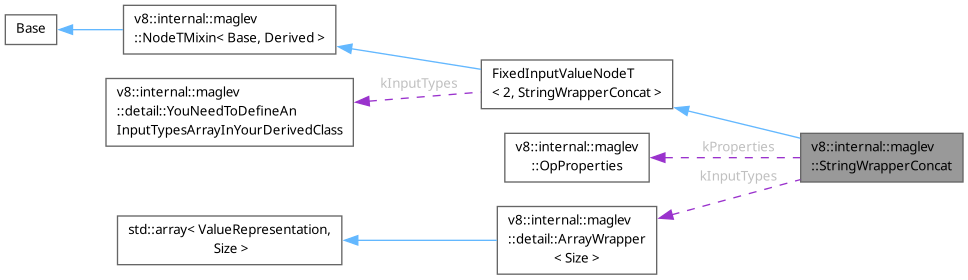 Base
v8::internal::maglev
::NodeTMixin< Base, Derived >
v8::internal::maglev
::detail::YouNeedToDefineAn
InputTypesArrayInYourDerivedClass
kInputTypes
FixedInputValueNodeT
< 2, StringWrapperConcat >
v8::internal::maglev
::OpProperties
kProperties
kInputTypes
v8::internal::maglev
::StringWrapperConcat
std::array< ValueRepresentation,
Size >
v8::internal::maglev
::detail::ArrayWrapper
< Size >